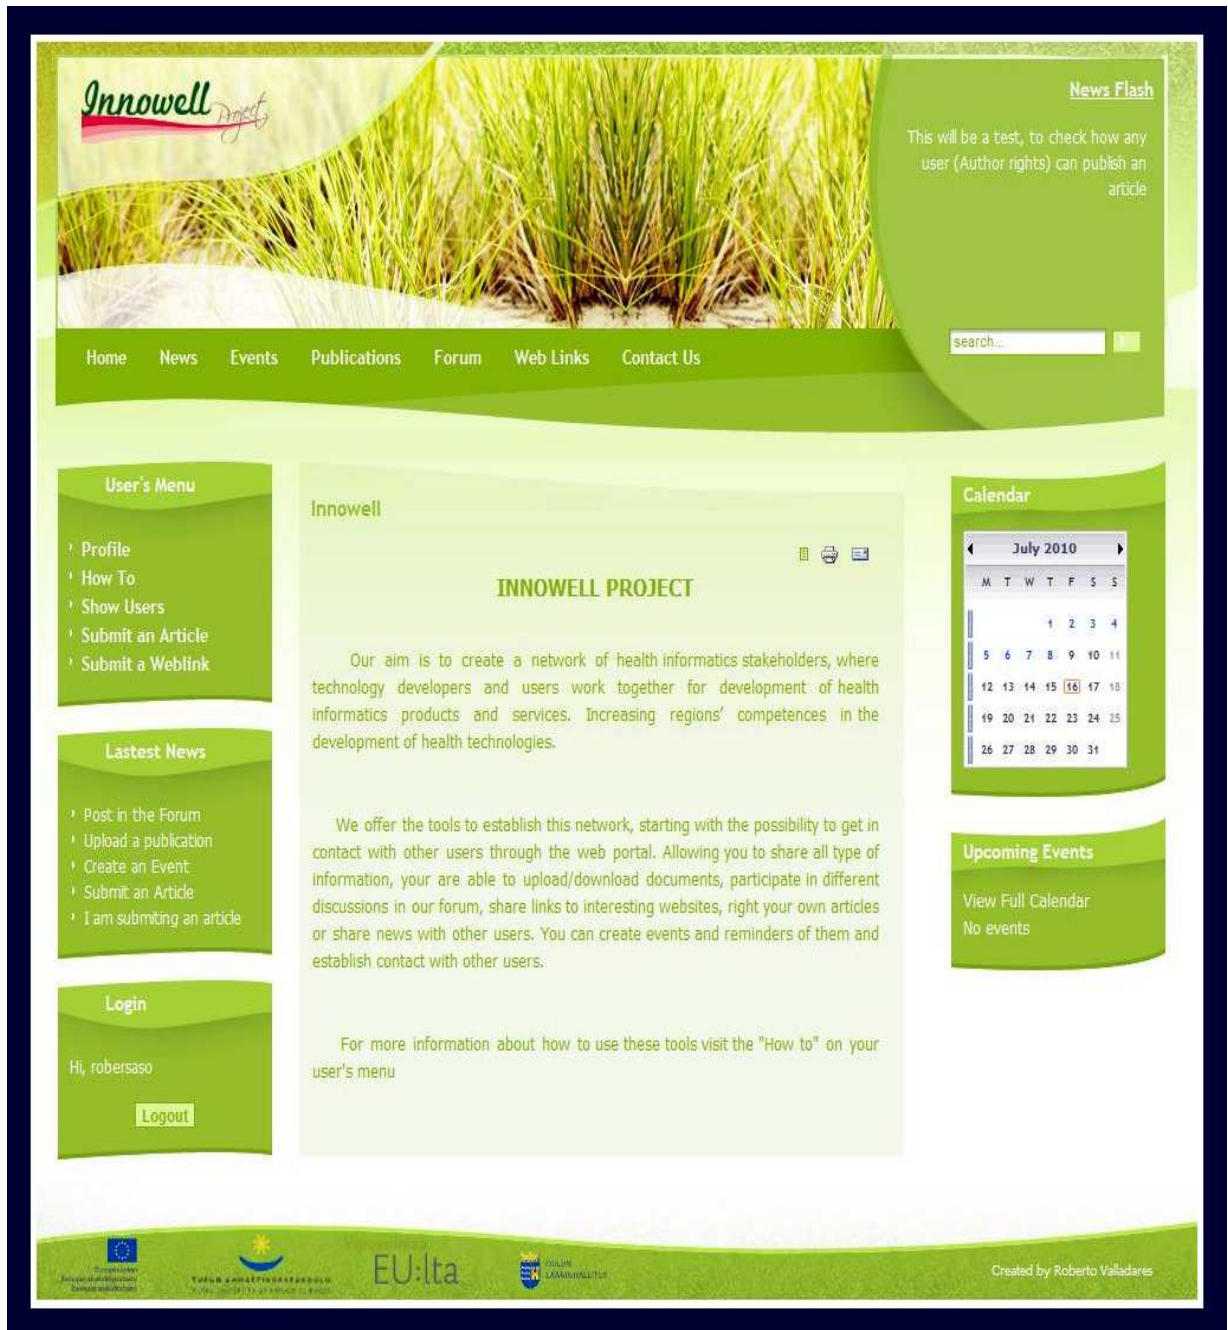 Innowell Project
News Flash
This will be a test, to check how any
user (Author rights) can publish an
article
search...
Home News Events Publications Forum Web Links Contact Us
User's Menu
Profile
How To
Show Users
Submit an Article
Submit a Weblink
Lastest News
Post in the Forum
Upload a publication
Create an Event
Submit an Article
I am submiting an article
Login
Hi, robersaso
Logout
Innowell
INNOWELL PROJECT
Our aim is to create a network of health informatics stakeholders, where
technology developers and users work together for development of health
informatics products and services. Increasing regions' competences in the
development of health technologies.
We offer the tools to establish this network, starting with the possibility to get in
contact with other users through the web portal. Allowing you to share all type of
information, your are able to upload/download documents, participate in different
discussions in our forum, share links to interesting websites, right your own articles
or share news with other users. You can create events and reminders of them and
establish contact with other users.
For more information about how to use these tools visit the "How to" on your
user's menu
Calendar
July 2010
M T W T F S S
1 2 3 4
5 6 7 8 9 10 11
12 13 14 15 16 17 18
19 20 21 22 23 24 25
26 27 28 29 30 31
Upcoming Events
View Full Calendar
No events
TURUN AMMATTIKORKEAKOULU
TURKU UNIVERSITY OF APPLIED SCIENCES
EU:lta
OULUN
LÄÄNINHALLITUS
Created by Roberto Valladares